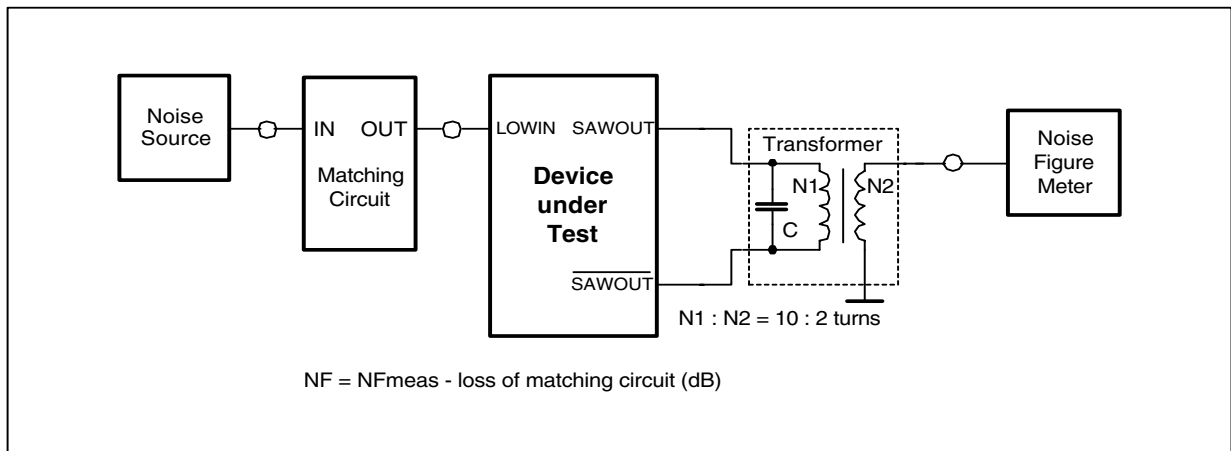 Noise
Source
IN OUT
Matching
Circuit
LOWIN SAWOUT
Device
under
Test
SAWOUT
Transformer
N1 N2
C
Noise
Figure
Meter
N1 : N2 = 10 : 2 turns
NF = NFmeas - loss of matching circuit (dB)